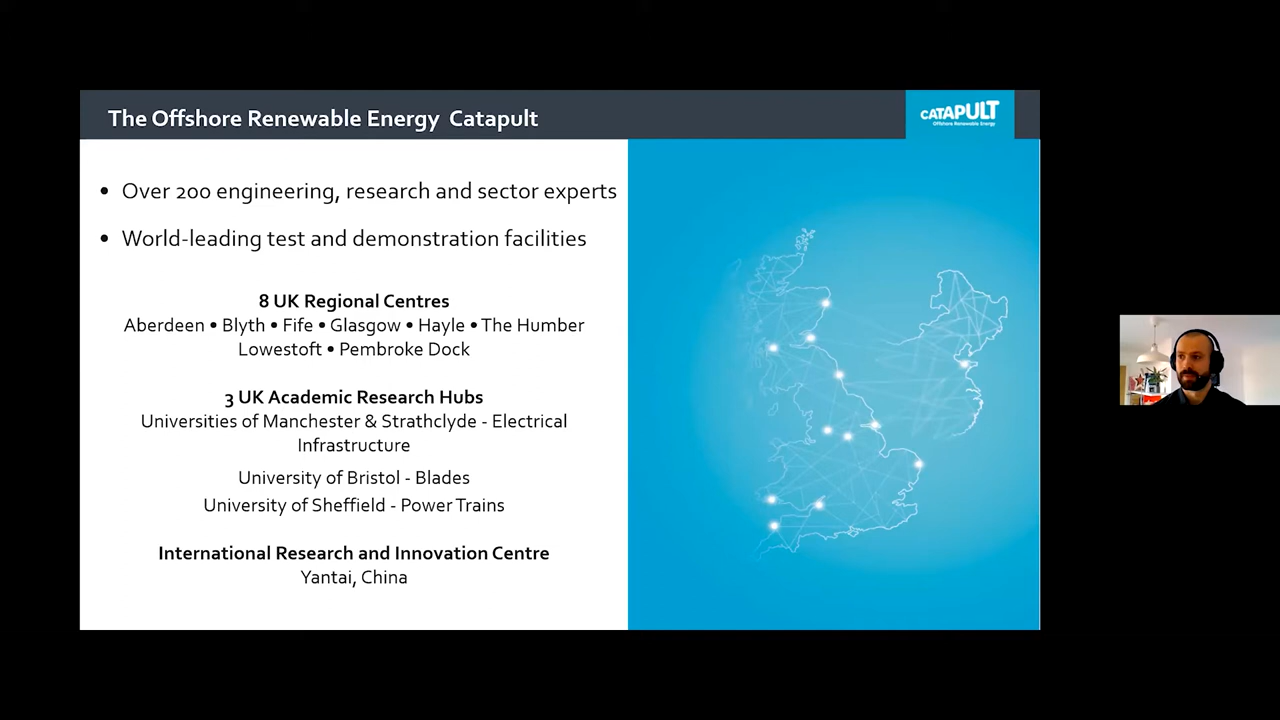 The Offshore Renewable Energy Catapult
CATAPULT
Offshore Renewable Energy
• Over 200 engineering, research and sector experts
• World-leading test and demonstration facilities
8 UK Regional Centres
Aberdeen • Blyth • Fife • Glasgow • Hayle • The Humber
Lowestoft • Pembroke Dock
3 UK Academic Research Hubs
Universities of Manchester & Strathclyde - Electrical
Infrastructure
University of Bristol - Blades
University of Sheffield - Power Trains
International Research and Innovation Centre
Yantai, China